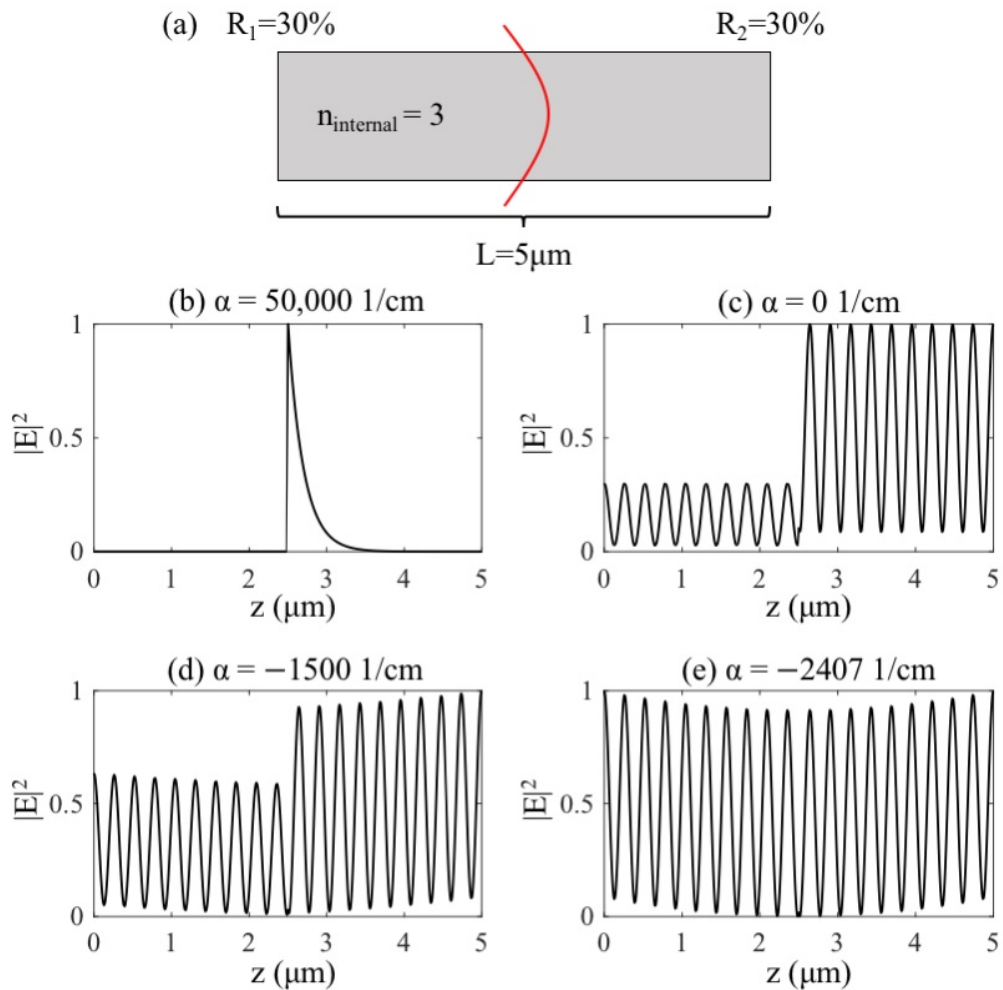 (a) R₁=30% R₂=30%
n_internal = 3
L=5μm
(b) α = 50,000 1/cm (c) α = 0 1/cm
1 1
|E|² 0.5 |E|² 0.5
0 0
0 1 2 3 4 5 0 1 2 3 4 5
z (μm) z (μm)
(d) α = −1500 1/cm (e) α = −2407 1/cm
1 1
|E|² 0.5 |E|² 0.5
0 0
0 1 2 3 4 5 0 1 2 3 4 5
z (μm) z (μm)